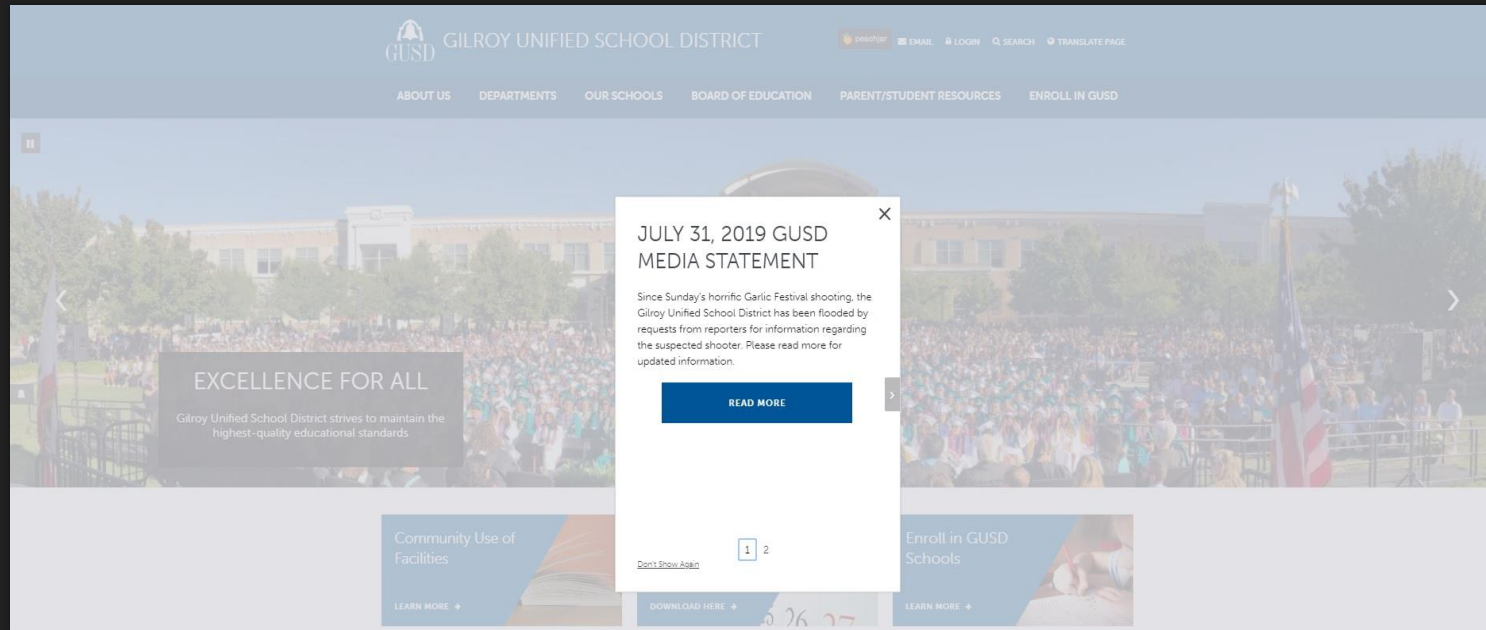 GUSD
GILROY UNIFIED SCHOOL DISTRICT
peachjar
EMAIL
LOGIN
SEARCH
TRANSLATE PAGE
ABOUT US
DEPARTMENTS
OUR SCHOOLS
BOARD OF EDUCATION
PARENT/STUDENT RESOURCES
ENROLL IN GUSD
JULY 31, 2019 GUSD
MEDIA STATEMENT
Since Sunday's horrific Garlic Festival shooting, the
Gilroy Unified School District has been flooded by
requests from reporters for information regarding
the suspected shooter. Please read more for
updated information.
READ MORE
1 2
Don't Show Again
EXCELLENCE FOR ALL
Gilroy Unified School District strives to maintain the
highest-quality educational standards
Community Use of
Facilities
LEARN MORE
DOWNLOAD HERE
26 27
Enroll in GUSD
Schools
LEARN MORE